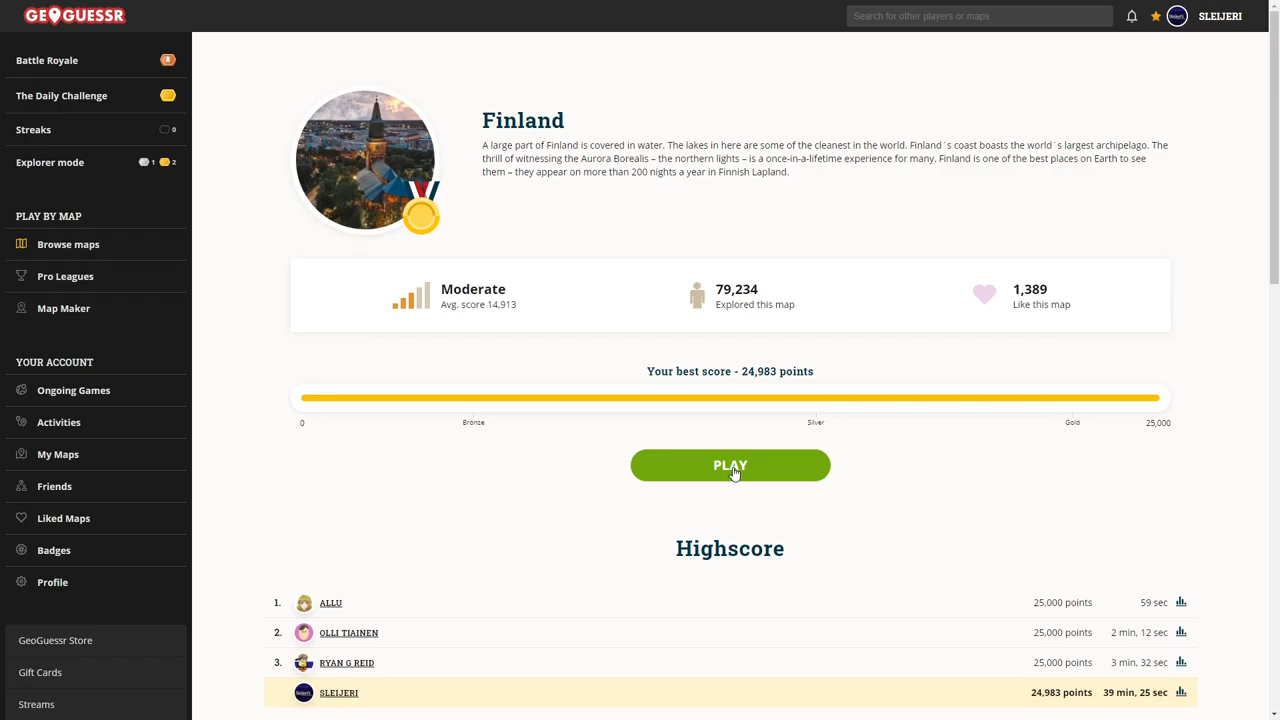 GEOGUESSR
Search for other players or maps
SLEIJERI
Battle Royale
8
The Daily Challenge
Streaks
0
Explorer mode
1
2
PLAY BY MAP
Browse maps
Pro Leagues
Map Maker
YOUR ACCOUNT
Ongoing Games
Activities
My Maps
Friends
Liked Maps
Badges
Profile
GeoGuessr Store
Gift Cards
Streams
Finland
A large part of Finland is covered in water. The lakes in here are some of the cleanest in the world. Finland´s coast boasts the world´s largest archipelago. The
thrill of witnessing the Aurora Borealis – the northern lights – is a once-in-a-lifetime experience for many. Finland is one of the best places on Earth to see
them – they appear on more than 200 nights a year in Finnish Lapland.
Moderate
Avg. score 14,913
79,234
Explored this map
1,389
Like this map
Your best score - 24,983 points
0
Bronze
Silver
Gold
25,000
PLAY
Highscore
1. ALLU 25,000 points 59 sec
2. OLLI TIAINEN 25,000 points 2 min, 12 sec
3. RYAN G REID 25,000 points 3 min, 32 sec
SLEIJERI 24,983 points 39 min, 25 sec